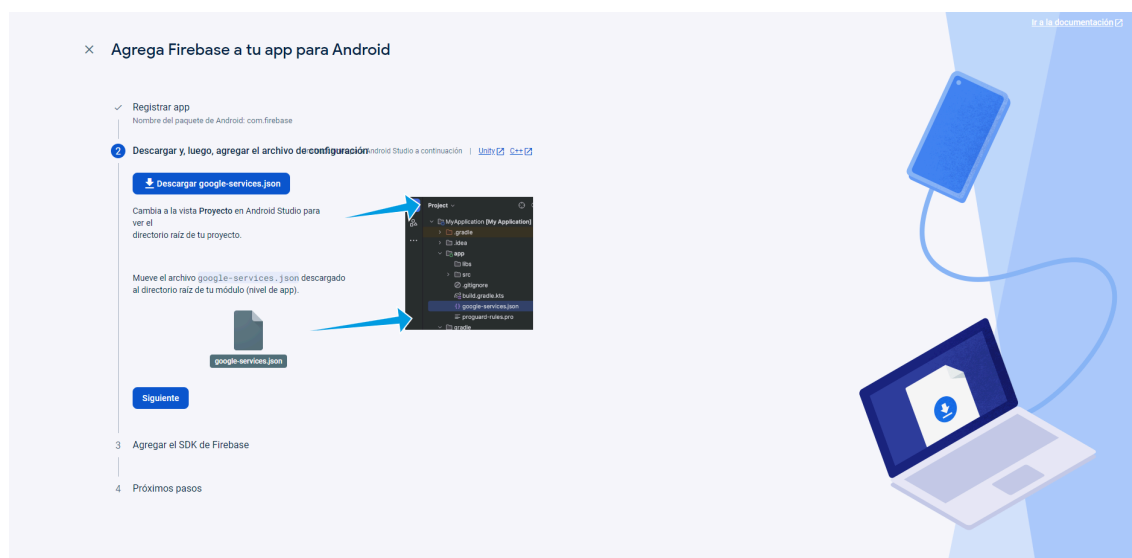 Ir a la documentación
Agrega Firebase a tu app para Android
Registrar app
Nombre del paquete de Android: com.firebase
2 Descargar y, luego, agregar el archivo de configuración Android Studio a continuación | Unity C++
Descargar google-services.json
Cambia a la vista Proyecto en Android Studio para
ver el
directorio raíz de tu proyecto.
Mueve el archivo google-services.json descargado
al directorio raíz de tu módulo (nivel de app).
google-services.json
Project
MyApplication [My Application]
.gradle
.idea
app
libs
src
.gitignore
build.gradle.kts
google-services.json
proguard-rules.pro
gradle
Siguiente
3 Agregar el SDK de Firebase
4 Próximos pasos